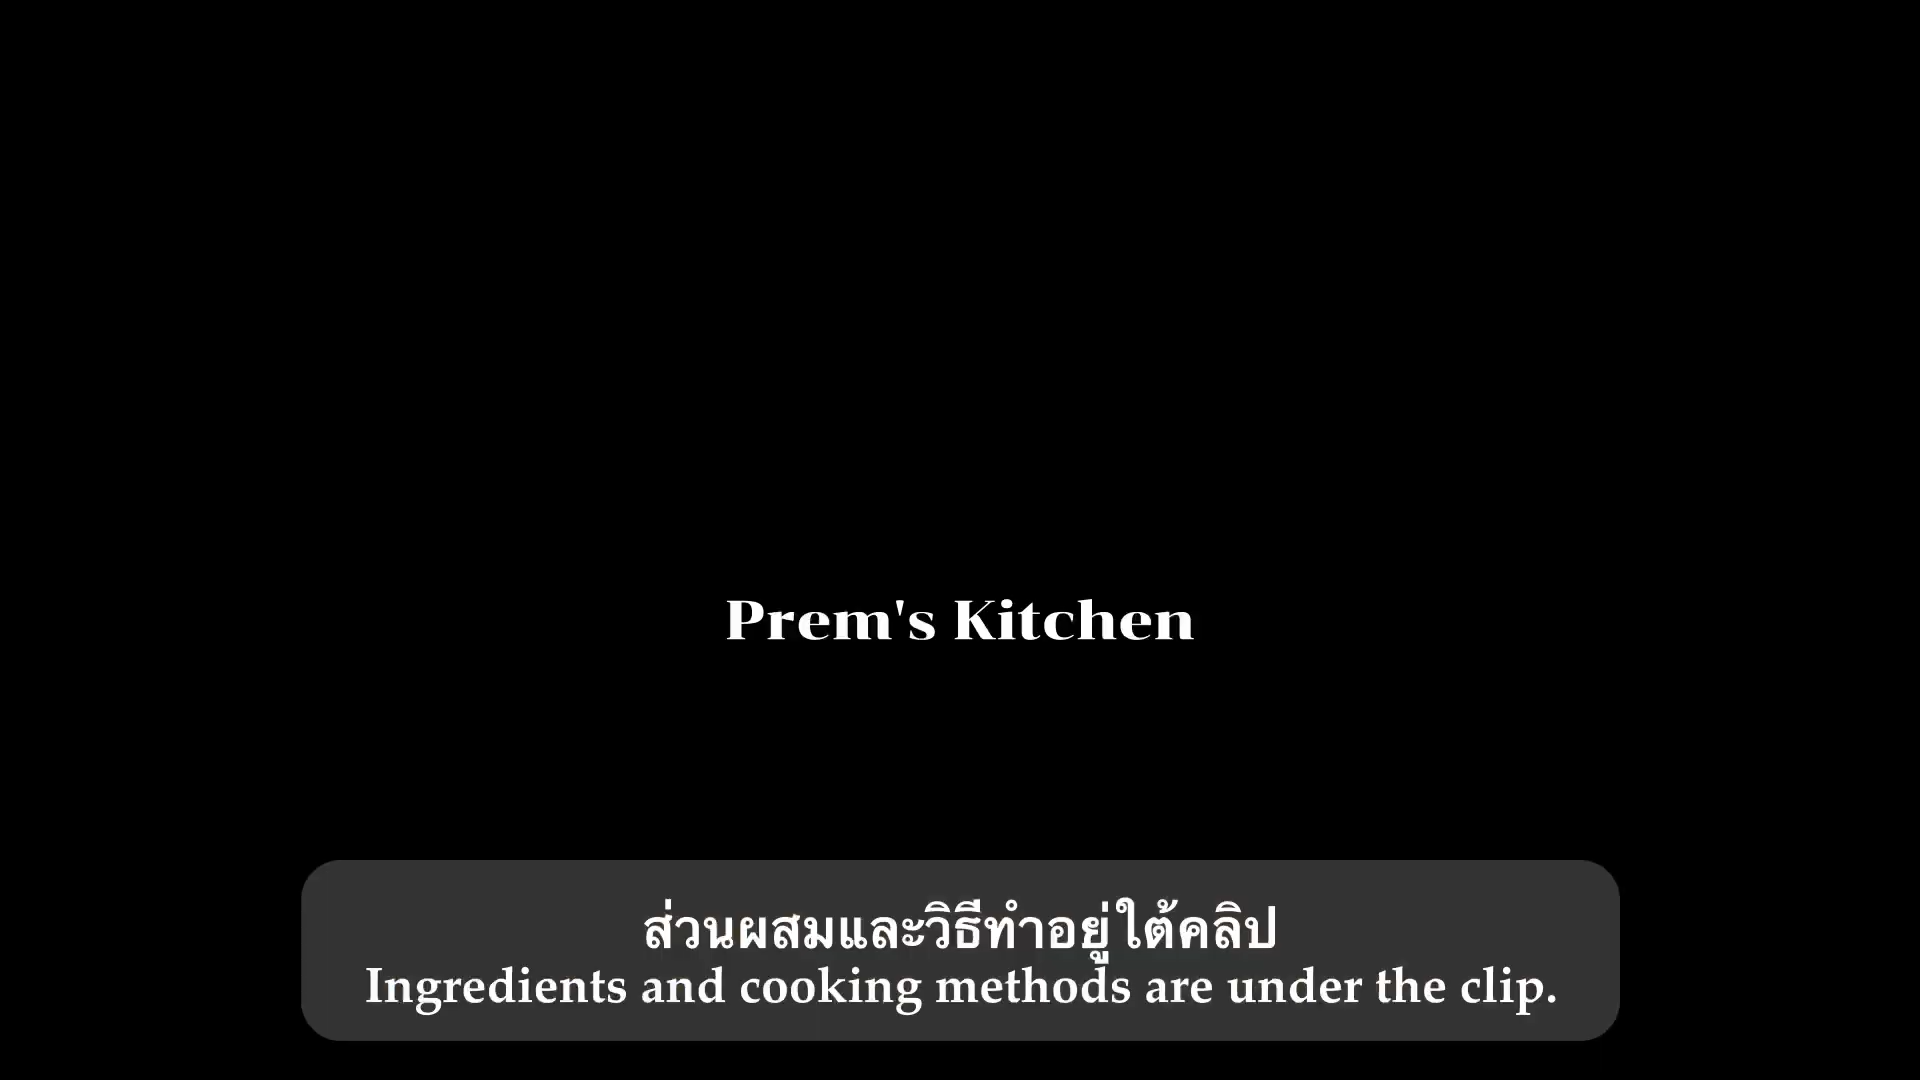 Prem's Kitchen
ส่วนผสมและวิธีทำอยู่ใต้คลิป
Ingredients and cooking methods are under the clip.